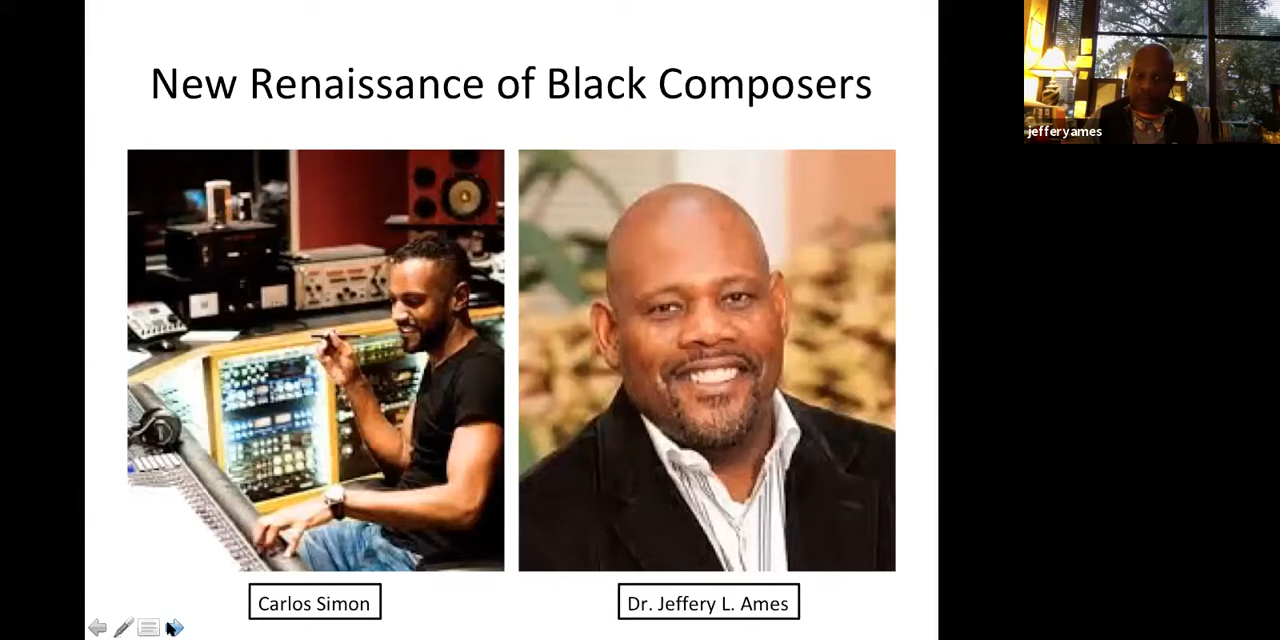 New Renaissance of Black Composers
jefferyames
Carlos Simon
Dr. Jeffery L. Ames